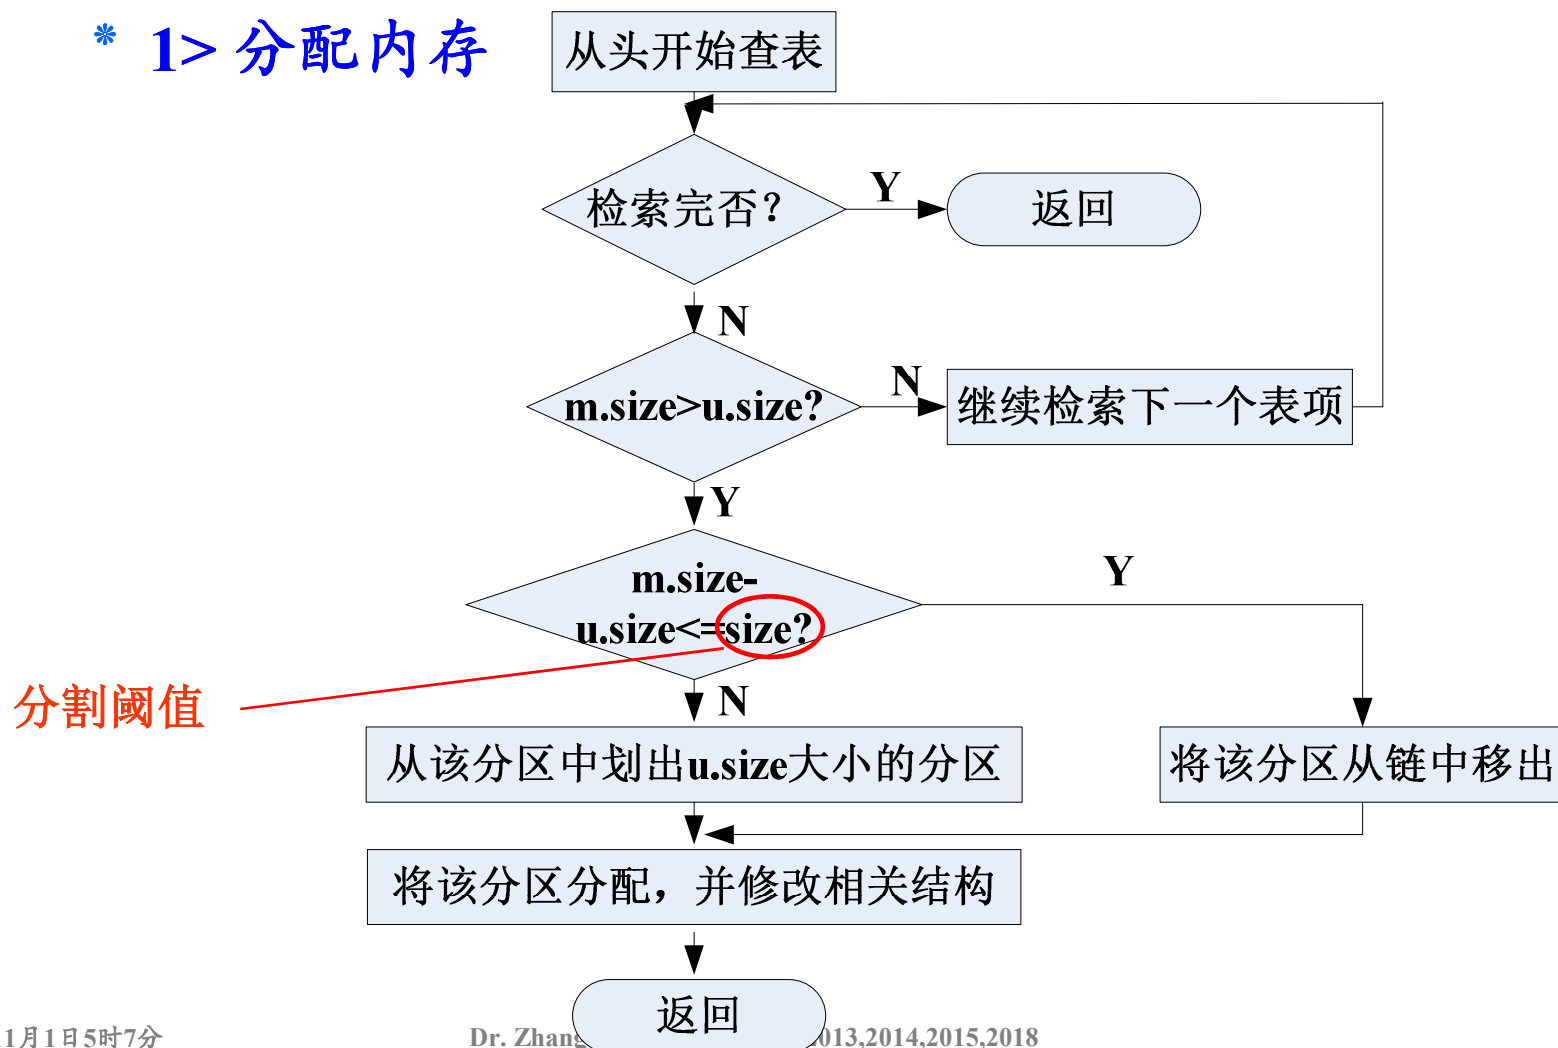 * 1> 分配内存
从头开始查表
检索完否?
Y
返回
N
m.size>u.size?
N
继续检索下一个表项
Y
m.size-
u.size<=size?
Y
分割阈值
N
从该分区中划出u.size大小的分区
将该分区从链中移出
将该分区分配，并修改相关结构
返回
1月1日5时7分
Dr. Zhang
013,2014,2015,2018